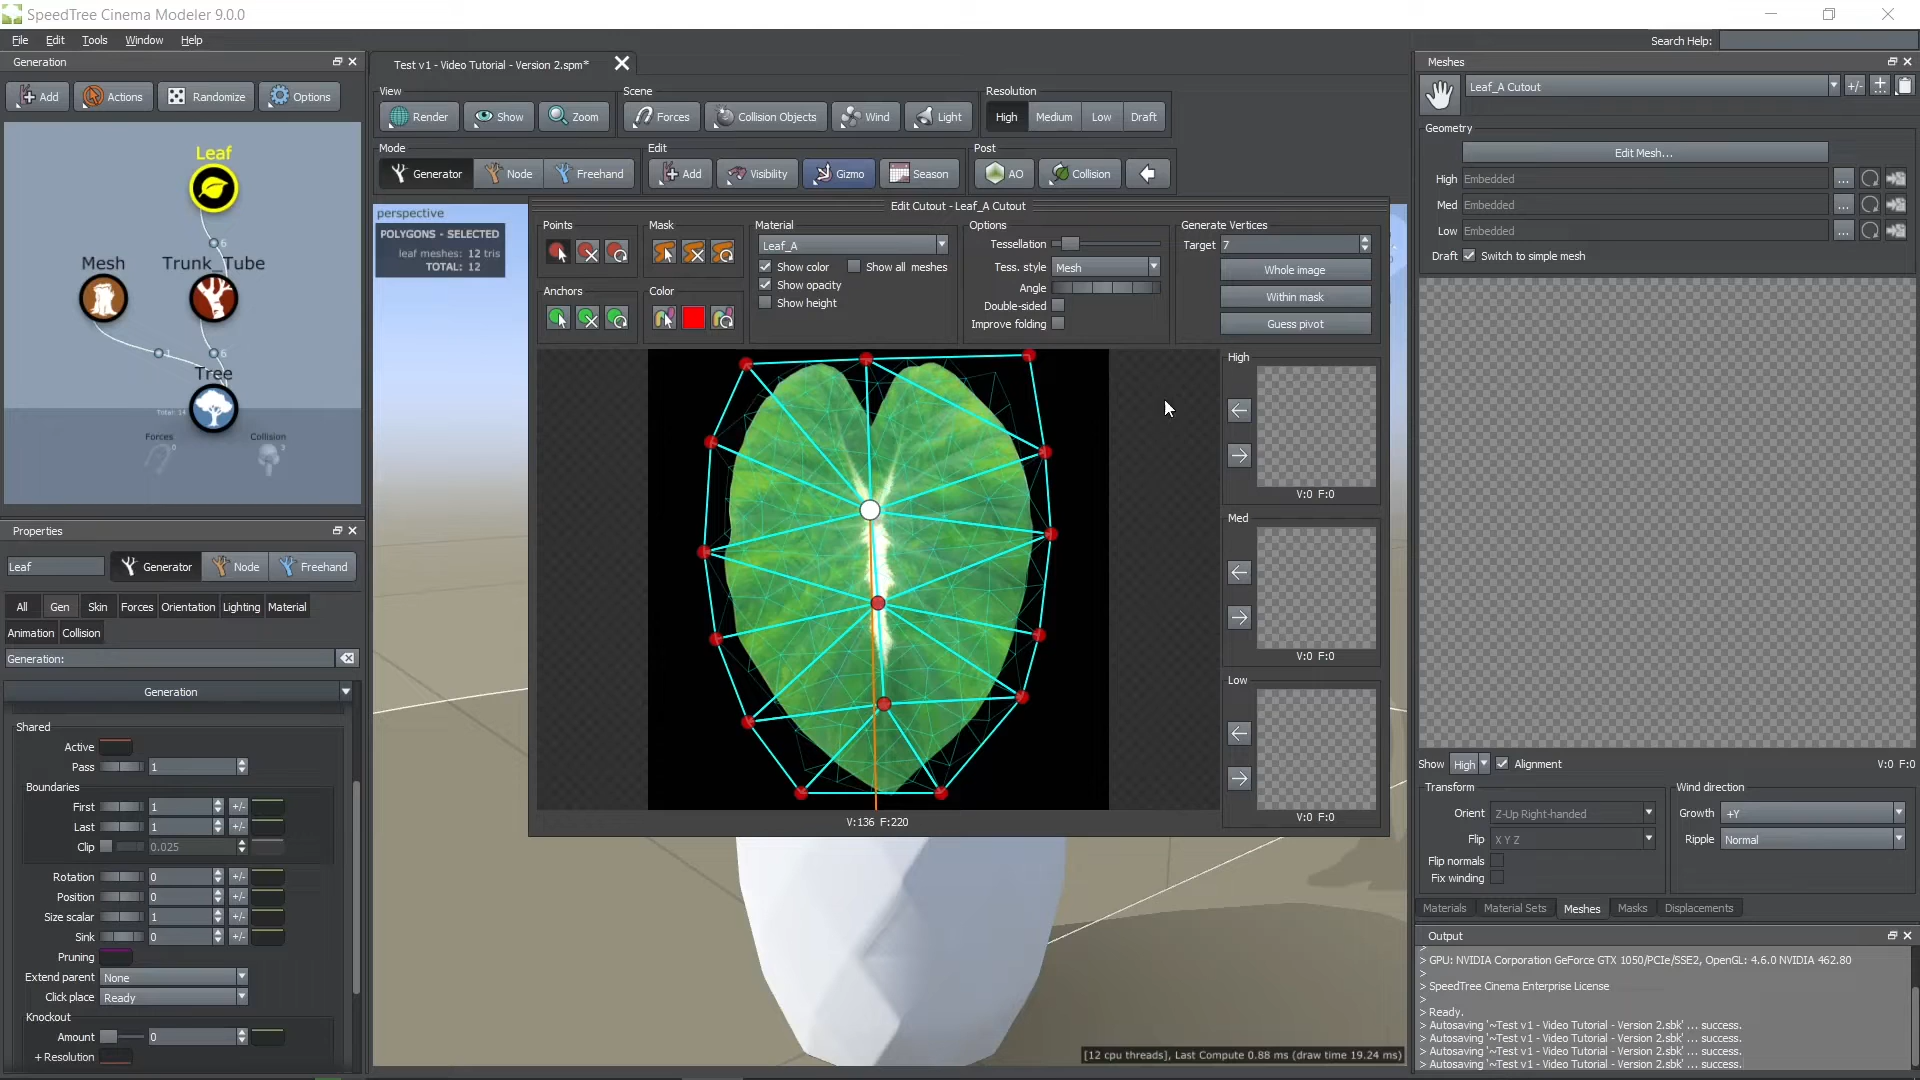 SpeedTree Cinema Modeler 9.0.0
File Edit Tools Window Help
Search Help:
Generation
Add Actions Randomize Options
Leaf
6
Mesh Trunk_Tube
6
Tree
Total: 14
Forces Collision
0 3
Properties
Leaf Generator Node Freehand
All Gen Skin Forces Orientation Lighting Material
Animation Collision
Generation:
Generation
Shared
Active
Pass 1
Boundaries
First 1 +/-
Last 1 +/-
Clip 0.025
Rotation 0 +/-
Position 0 +/-
Size scalar 1 +/-
Sink 0 +/-
Pruning
Extend parent None
Click place Ready
Knockout
Amount 0
+ Resolution
Test v1 - Video Tutorial - Version 2.spm*
View Scene Resolution
Render Show Zoom Forces Collision Objects Wind Light High Medium Low Draft
Mode Edit Post
Generator Node Freehand Add Visibility Gizmo Season AO Collision
perspective
POLYGONS - SELECTED
leaf meshes: 12 tris
TOTAL: 12
Edit Cutout - Leaf_A Cutout
Points Mask Material Options Generate Vertices
Leaf_A
Tessellation
Target 7
Show color Show all meshes
Tess. style Mesh
Whole image
Show opacity
Anchors Color
Angle
Within mask
Show height
Double-sided
Improve folding
Guess pivot
High
V:0 F:0
Med
V:0 F:0
Low
V:0 F:0
V:136 F:220
[12 cpu threads], Last Compute 0.88 ms (draw time 19.24 ms)
Meshes
Leaf_A Cutout +/-
Geometry
Edit Mesh...
High Embedded ...
Med Embedded ...
Low Embedded ...
Draft Switch to simple mesh
Show High Alignment V:0 F:0
Transform Wind direction
Orient Z-Up Right-handed Growth +Y
Flip X Y Z Ripple Normal
Flip normals
Fix winding
Materials Material Sets Meshes Masks Displacements
Output
>
> GPU: NVIDIA Corporation GeForce GTX 1050/PCIe/SSE2, OpenGL: 4.6.0 NVIDIA 462.80
>
> SpeedTree Cinema Enterprise License
>
> Ready.
> Autosaving '~Test v1 - Video Tutorial - Version 2.sbk' ... success.
> Autosaving '~Test v1 - Video Tutorial - Version 2.sbk' ... success.
> Autosaving '~Test v1 - Video Tutorial - Version 2.sbk' ... success.
> Autosaving '~Test v1 - Video Tutorial - Version 2.sbk' ... success.